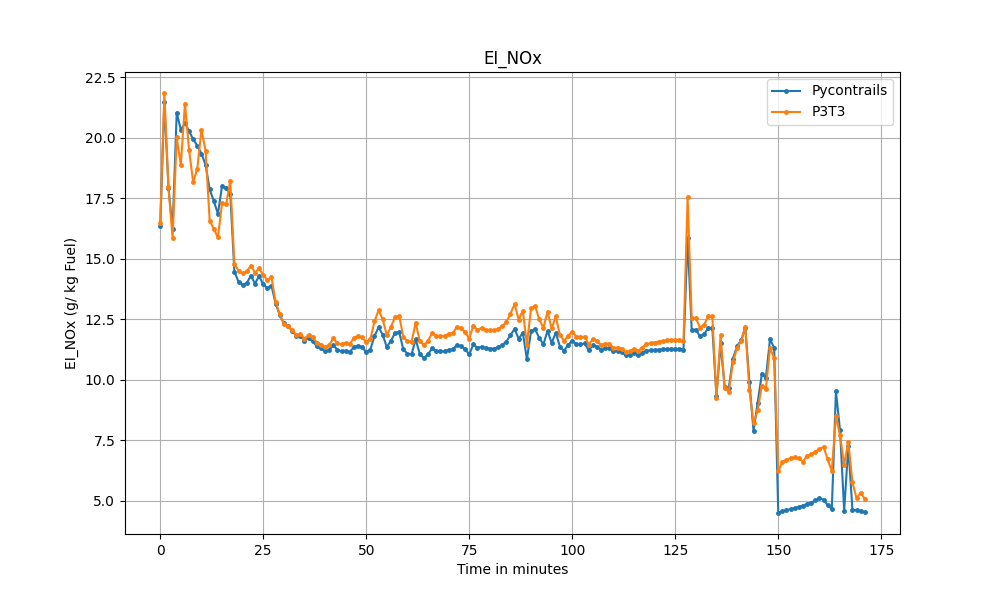 EI_NOx
22.5
20.0
17.5
15.0
12.5
10.0
7.5
5.0
EI_NOx (g/ kg Fuel)
Pycontrails
P3T3
0 25 50 75 100 125 150 175
Time in minutes